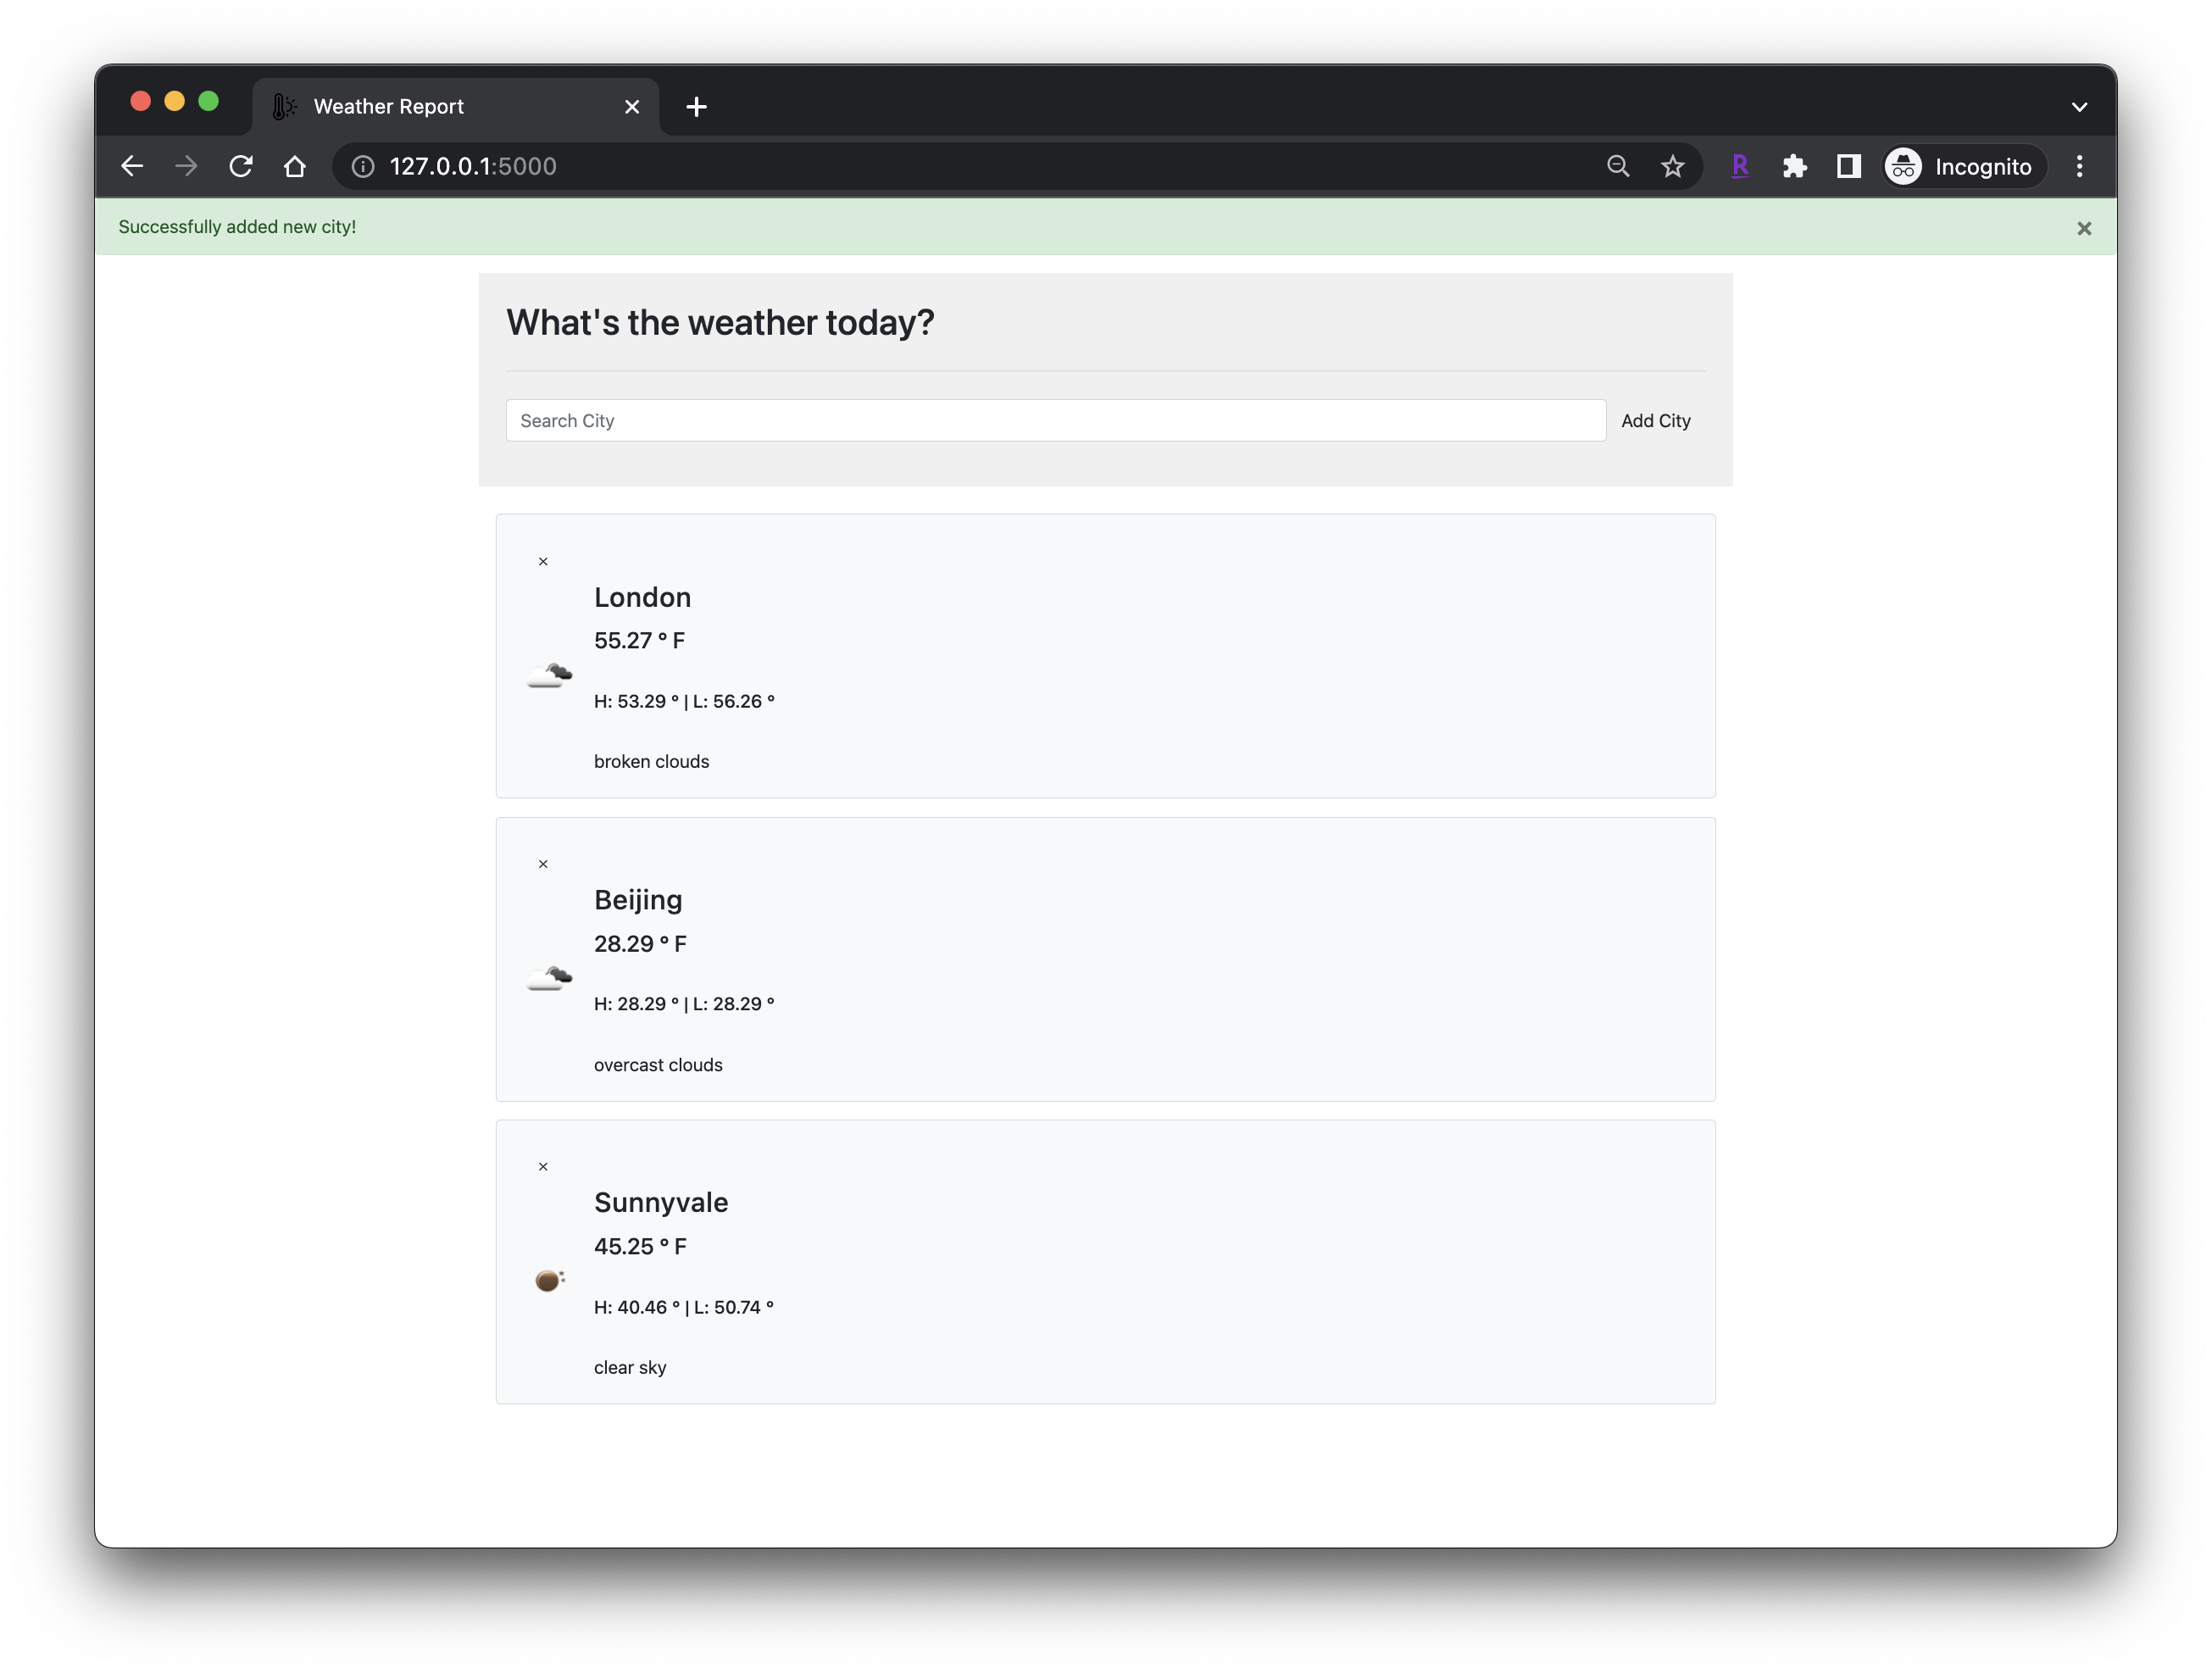 Weather Report
127.0.0.1:5000
R
Incognito
Successfully added new city!
What's the weather today?
Search City
Add City
London
55.27 ° F
H: 53.29 ° | L: 56.26 °
broken clouds
Beijing
28.29 ° F
H: 28.29 ° | L: 28.29 °
overcast clouds
Sunnyvale
45.25 ° F
H: 40.46 ° | L: 50.74 °
clear sky